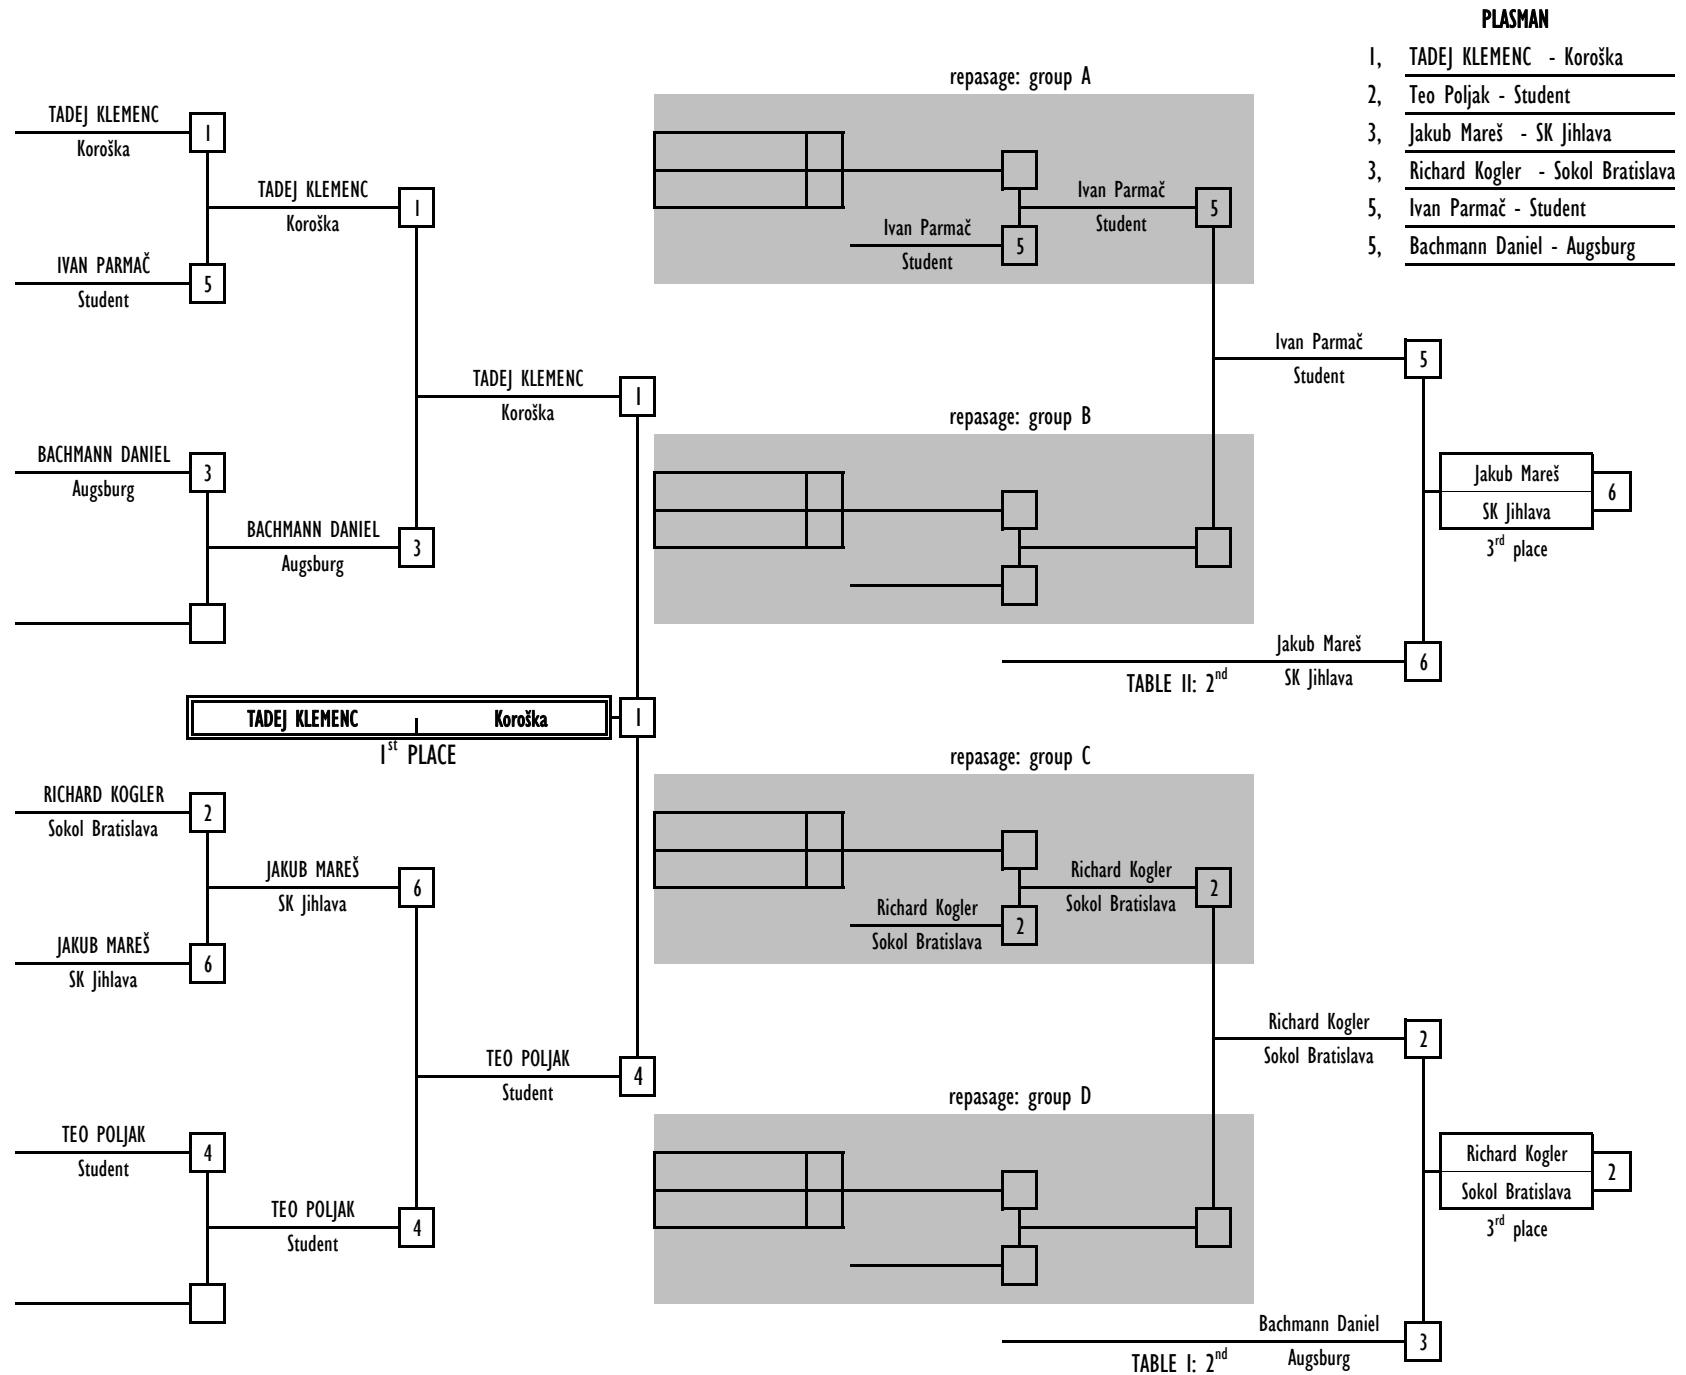 PLASMAN
1, TADEJ KLEMENC - Koroška
2, Teo Poljak - Student
3, Jakub Mareš - SK Jihlava
3, Richard Kogler - Sokol Bratislava
5, Ivan Parmač - Student
5, Bachmann Daniel - Augsburg
TADEJ KLEMENC
1
Koroška
TADEJ KLEMENC
1
Koroška
IVAN PARMAČ
5
Student
TADEJ KLEMENC
1
Koroška
BACHMANN DANIEL
3
Augsburg
BACHMANN DANIEL
3
Augsburg
TADEJ KLEMENC Koroška
1
1st PLACE
RICHARD KOGLER
2
Sokol Bratislava
JAKUB MAREŠ
6
SK Jihlava
JAKUB MAREŠ
6
SK Jihlava
TEO POLJAK
4
Student
TEO POLJAK
4
Student
TEO POLJAK
4
Student
repasage: group A
Ivan Parmač
5
Student
Ivan Parmač
5
Student
repasage: group B
Ivan Parmač
5
Student
Jakub Mareš
6
SK Jihlava
TABLE II: 2nd
Jakub Mareš
6
SK Jihlava
3rd place
repasage: group C
Richard Kogler
2
Sokol Bratislava
Richard Kogler
2
Sokol Bratislava
repasage: group D
Richard Kogler
2
Sokol Bratislava
Bachmann Daniel
3
Augsburg
TABLE I: 2nd
Richard Kogler
2
Sokol Bratislava
3rd place